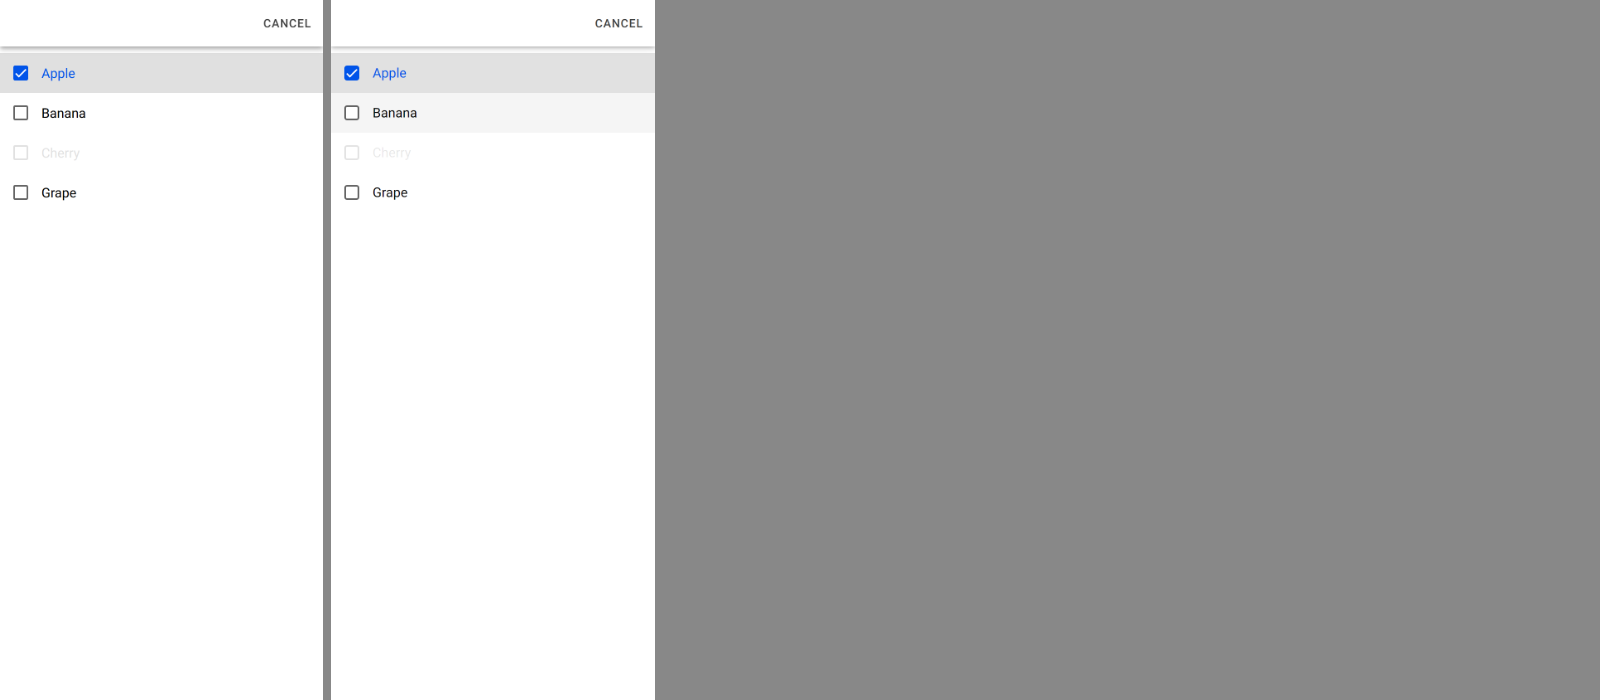 CANCEL
Apple
Banana
Cherry
Grape
CANCEL
Apple
Banana
Cherry
Grape